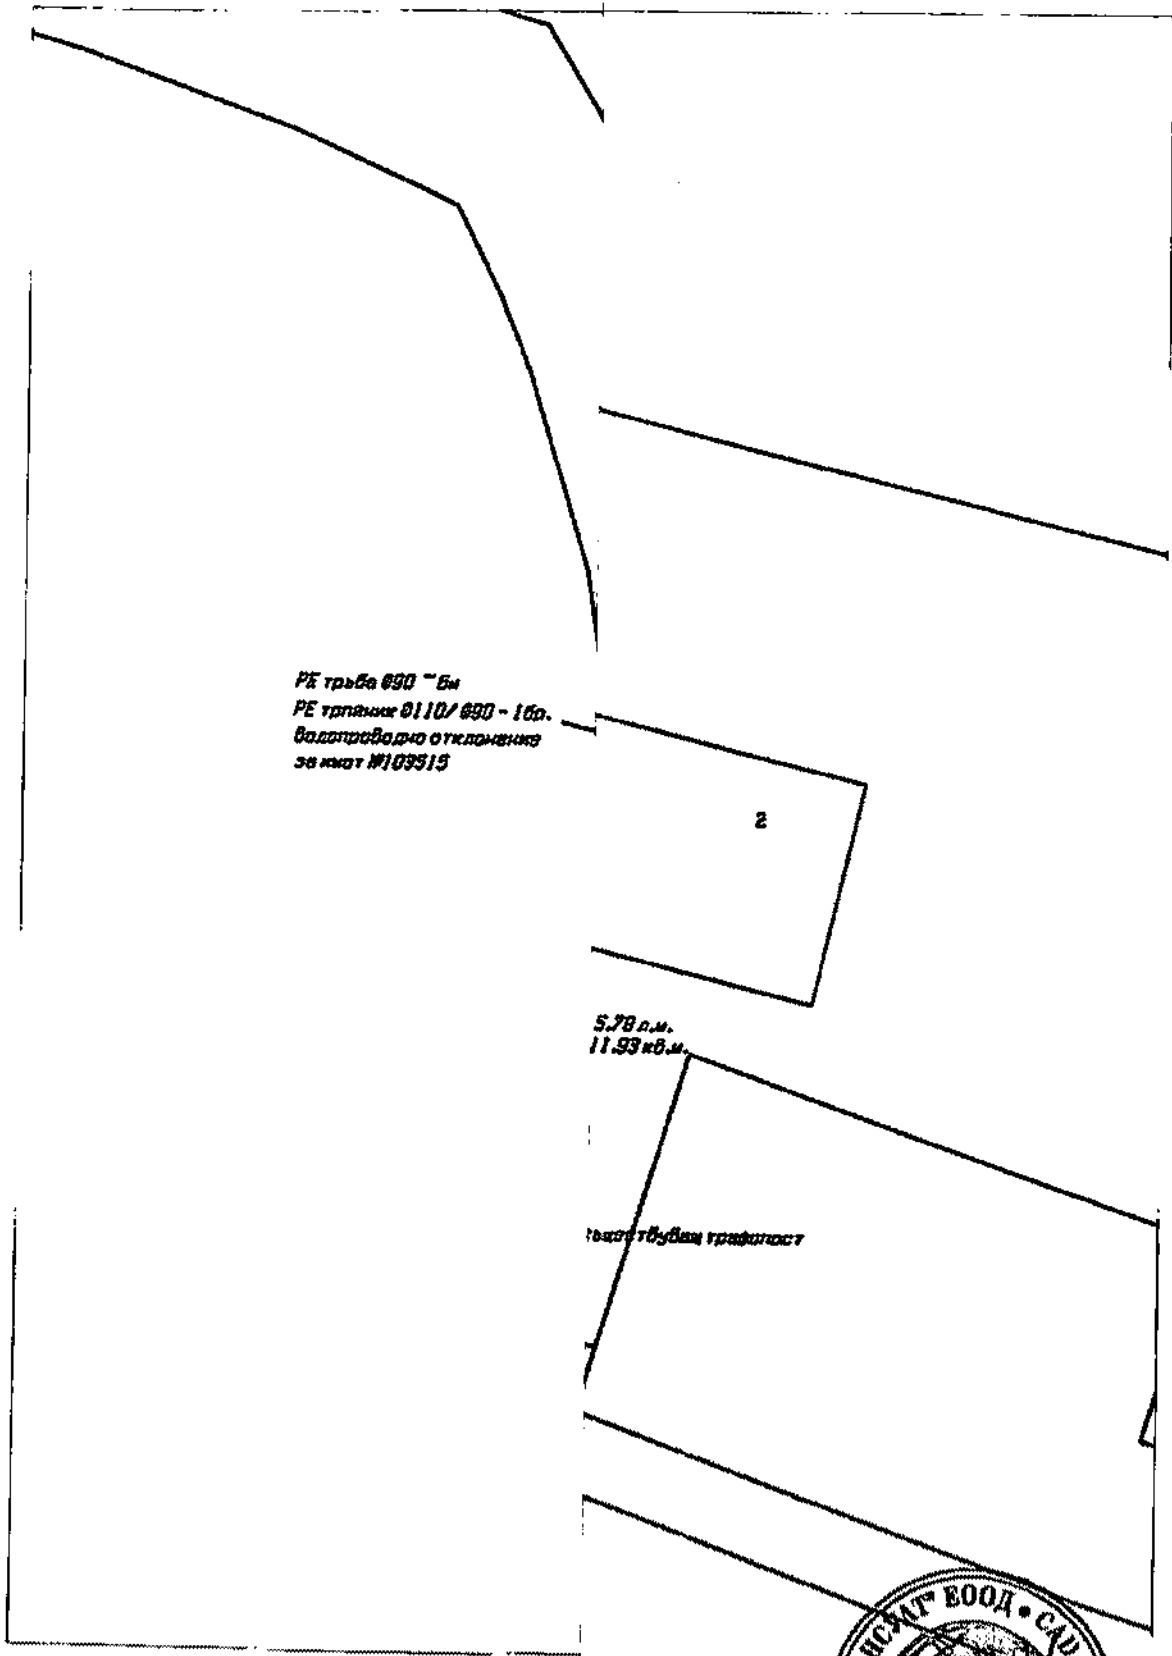 PE тръба Ø90 ~ 6м
PE тройник Ø110/Ø90 - 1бр.
Водопроводно отклонение
за имот №103515
2
5.78 л.м.
11.93 кв.м.
трафопост
ЕООД • САД